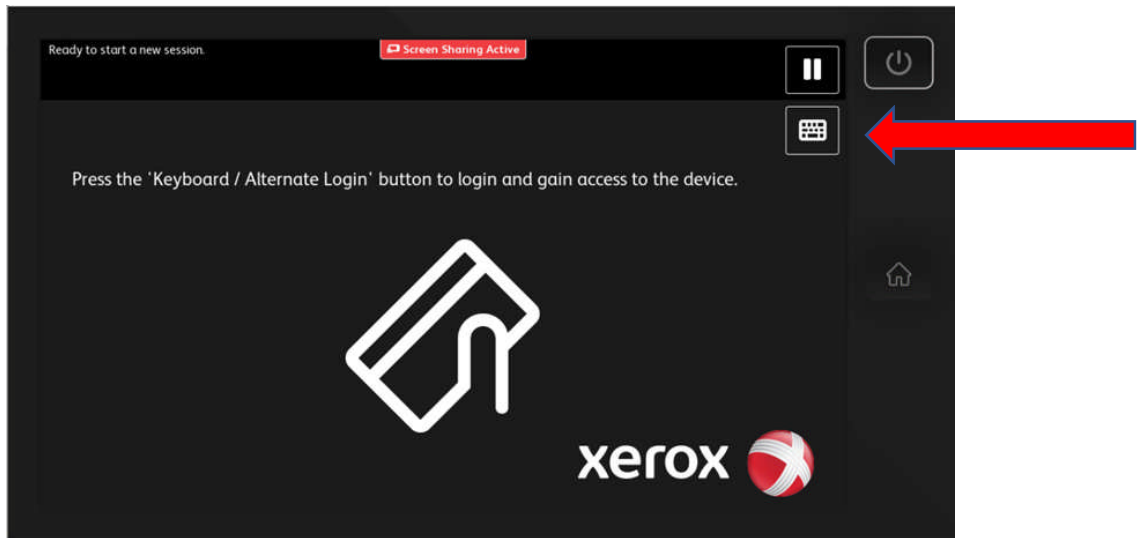 Ready to start a new session.
Screen Sharing Active
Press the 'Keyboard / Alternate Login' button to login and gain access to the device.
xerox